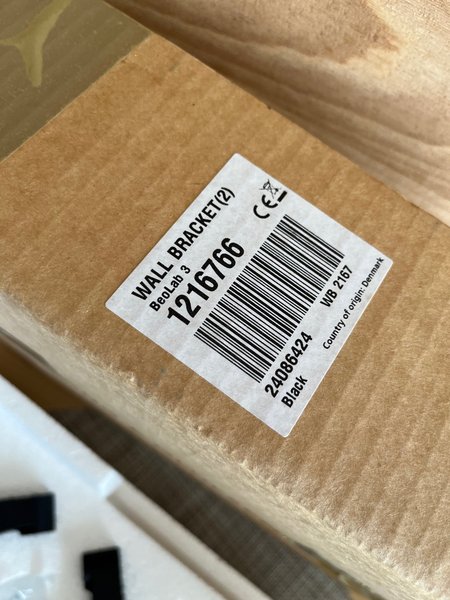 WALL BRACKET(2)
BeoLab 3
1216766
CE
24086424
WB 2167
Black
Country of origin: Denmark